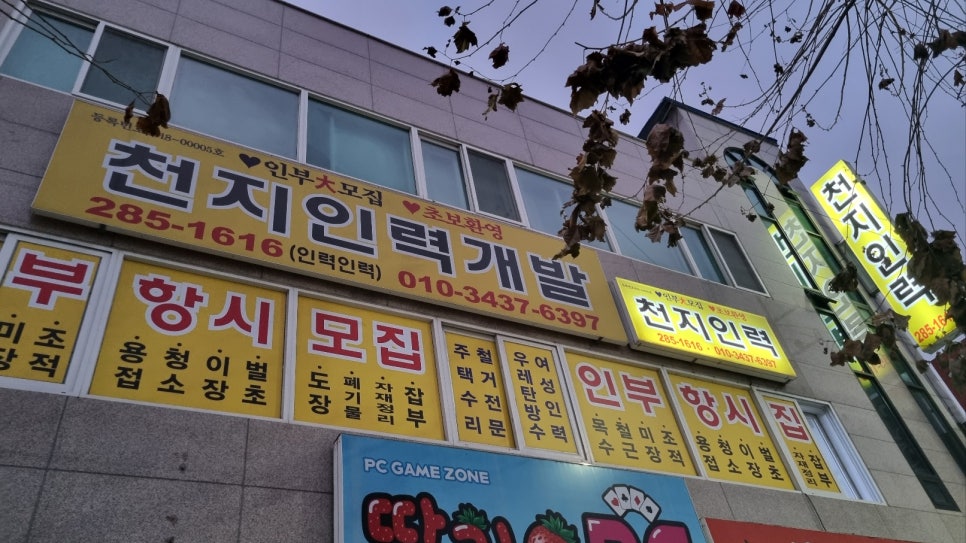 ♥인부大모집 ♥초보환영
천지인력개발
285-1616 (인력인력) 010-3437-6397
천지인력
285-1616 · 010-3437-6397
천지인력
부 항시 모집
미장 조적
용접 청소 이장 벌초
도장 폐기물 자재정리 잡부
주택수리 철거전문
우레탄방수 여성인력
인부 항시 집
목수 철근 미장 조적
용접 청소 이장 벌초
자재정리 잡부
PC GAME ZONE